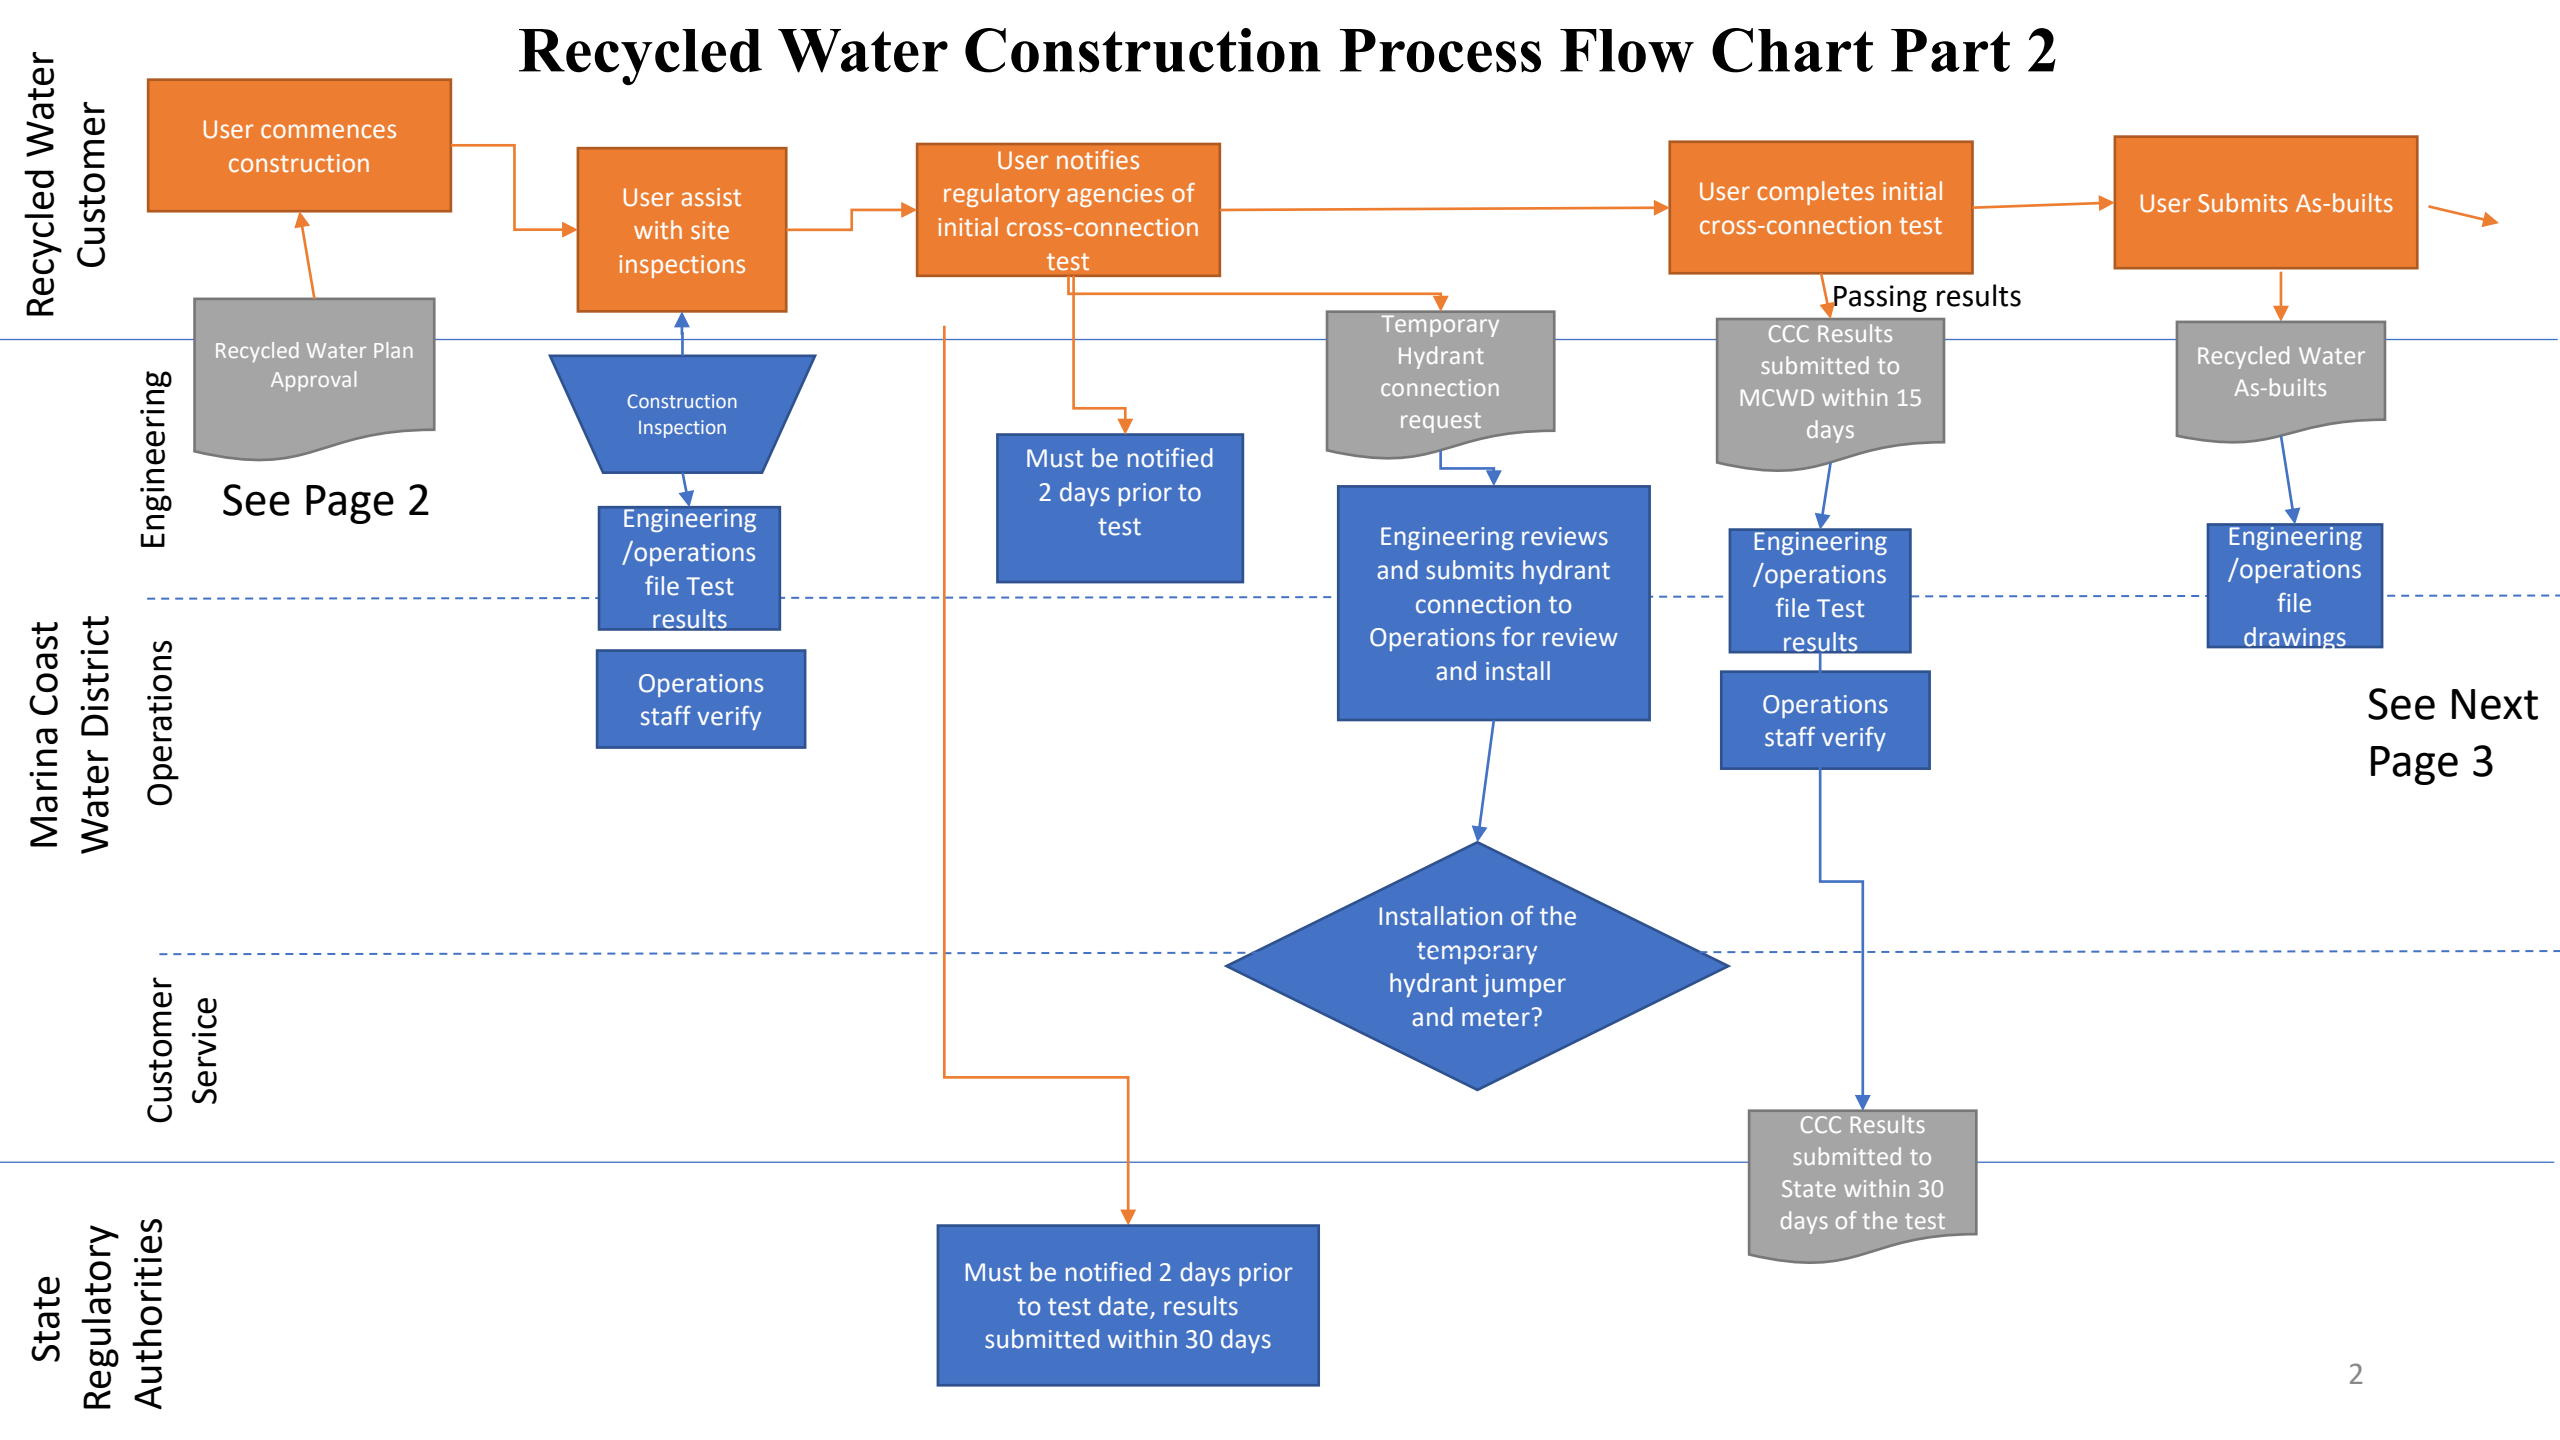 Recycled Water Construction Process Flow Chart Part 2
Recycled Water
Customer
User commences
construction
User assist
with site
inspections
User notifies
regulatory agencies of
initial cross-connection
test
User completes initial
cross-connection test
User Submits As-builts
Passing results
Engineering
Recycled Water Plan
Approval
See Page 2
Construction
Inspection
Engineering
/operations
file Test
results
Must be notified
2 days prior to
test
Temporary
Hydrant
connection
request
Engineering reviews
and submits hydrant
connection to
Operations for review
and install
CCC Results
submitted to
MCWD within 15
days
Engineering
/operations
file Test
results
Recycled Water
As-builts
Engineering
/operations
file
drawings
Marina Coast
Water District
Operations
Operations
staff verify
Operations
staff verify
See Next
Page 3
Installation of the
temporary
hydrant jumper
and meter?
Customer
Service
CCC Results
submitted to
State within 30
days of the test
State
Regulatory
Authorities
Must be notified 2 days prior
to test date, results
submitted within 30 days
2